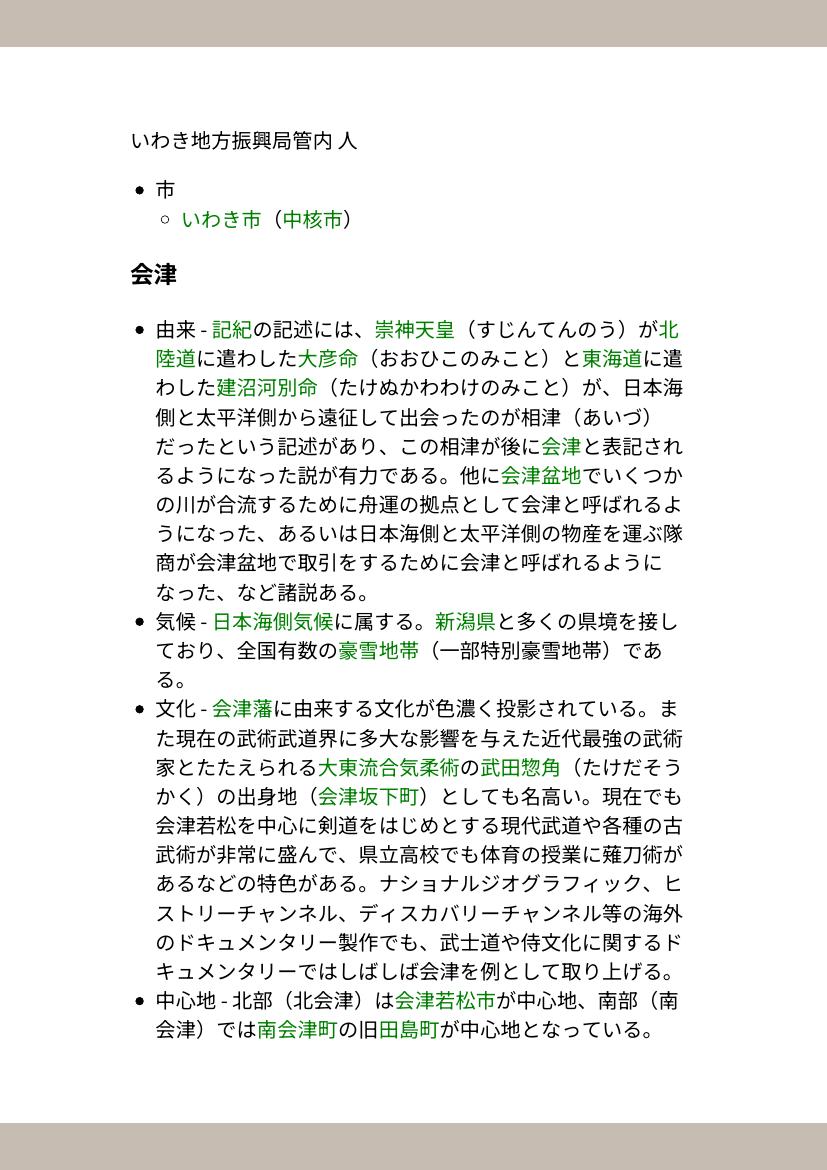 いわき地方振興局管内 人
市
いわき市（中核市）
会津
由来 - 記紀の記述には、崇神天皇（すじんてんのう）が北
陸道に遣わした大彦命（おおひこのみこと）と東海道に遣
わした建沼河別命（たけぬかわわけのみこと）が、日本海
側と太平洋側から遠征して出会ったのが相津（あいづ）
だったという記述があり、この相津が後に会津と表記され
るようになった説が有力である。他に会津盆地でいくつか
の川が合流するために舟運の拠点として会津と呼ばれるよ
うになった、あるいは日本海側と太平洋側の物産を運ぶ隊
商が会津盆地で取引をするために会津と呼ばれるように
なった、など諸説ある。
気候 - 日本海側気候に属する。新潟県と多くの県境を接し
ており、全国有数の豪雪地帯（一部特別豪雪地帯）であ
る。
文化 - 会津藩に由来する文化が色濃く投影されている。ま
た現在の武術武道界に多大な影響を与えた近代最強の武術
家とたたえられる大東流合気柔術の武田惣角（たけだそう
かく）の出身地（会津坂下町）としても名高い。現在でも
会津若松を中心に剣道をはじめとする現代武道や各種の古
武術が非常に盛んで、県立高校でも体育の授業に薙刀術が
あるなどの特色がある。ナショナルジオグラフィック、ヒ
ストリーチャンネル、ディスカバリーチャンネル等の海外
のドキュメンタリー製作でも、武士道や侍文化に関するド
キュメンタリーではしばしば会津を例として取り上げる。
中心地 - 北部（北会津）は会津若松市が中心地、南部（南
会津）では南会津町の旧田島町が中心地となっている。